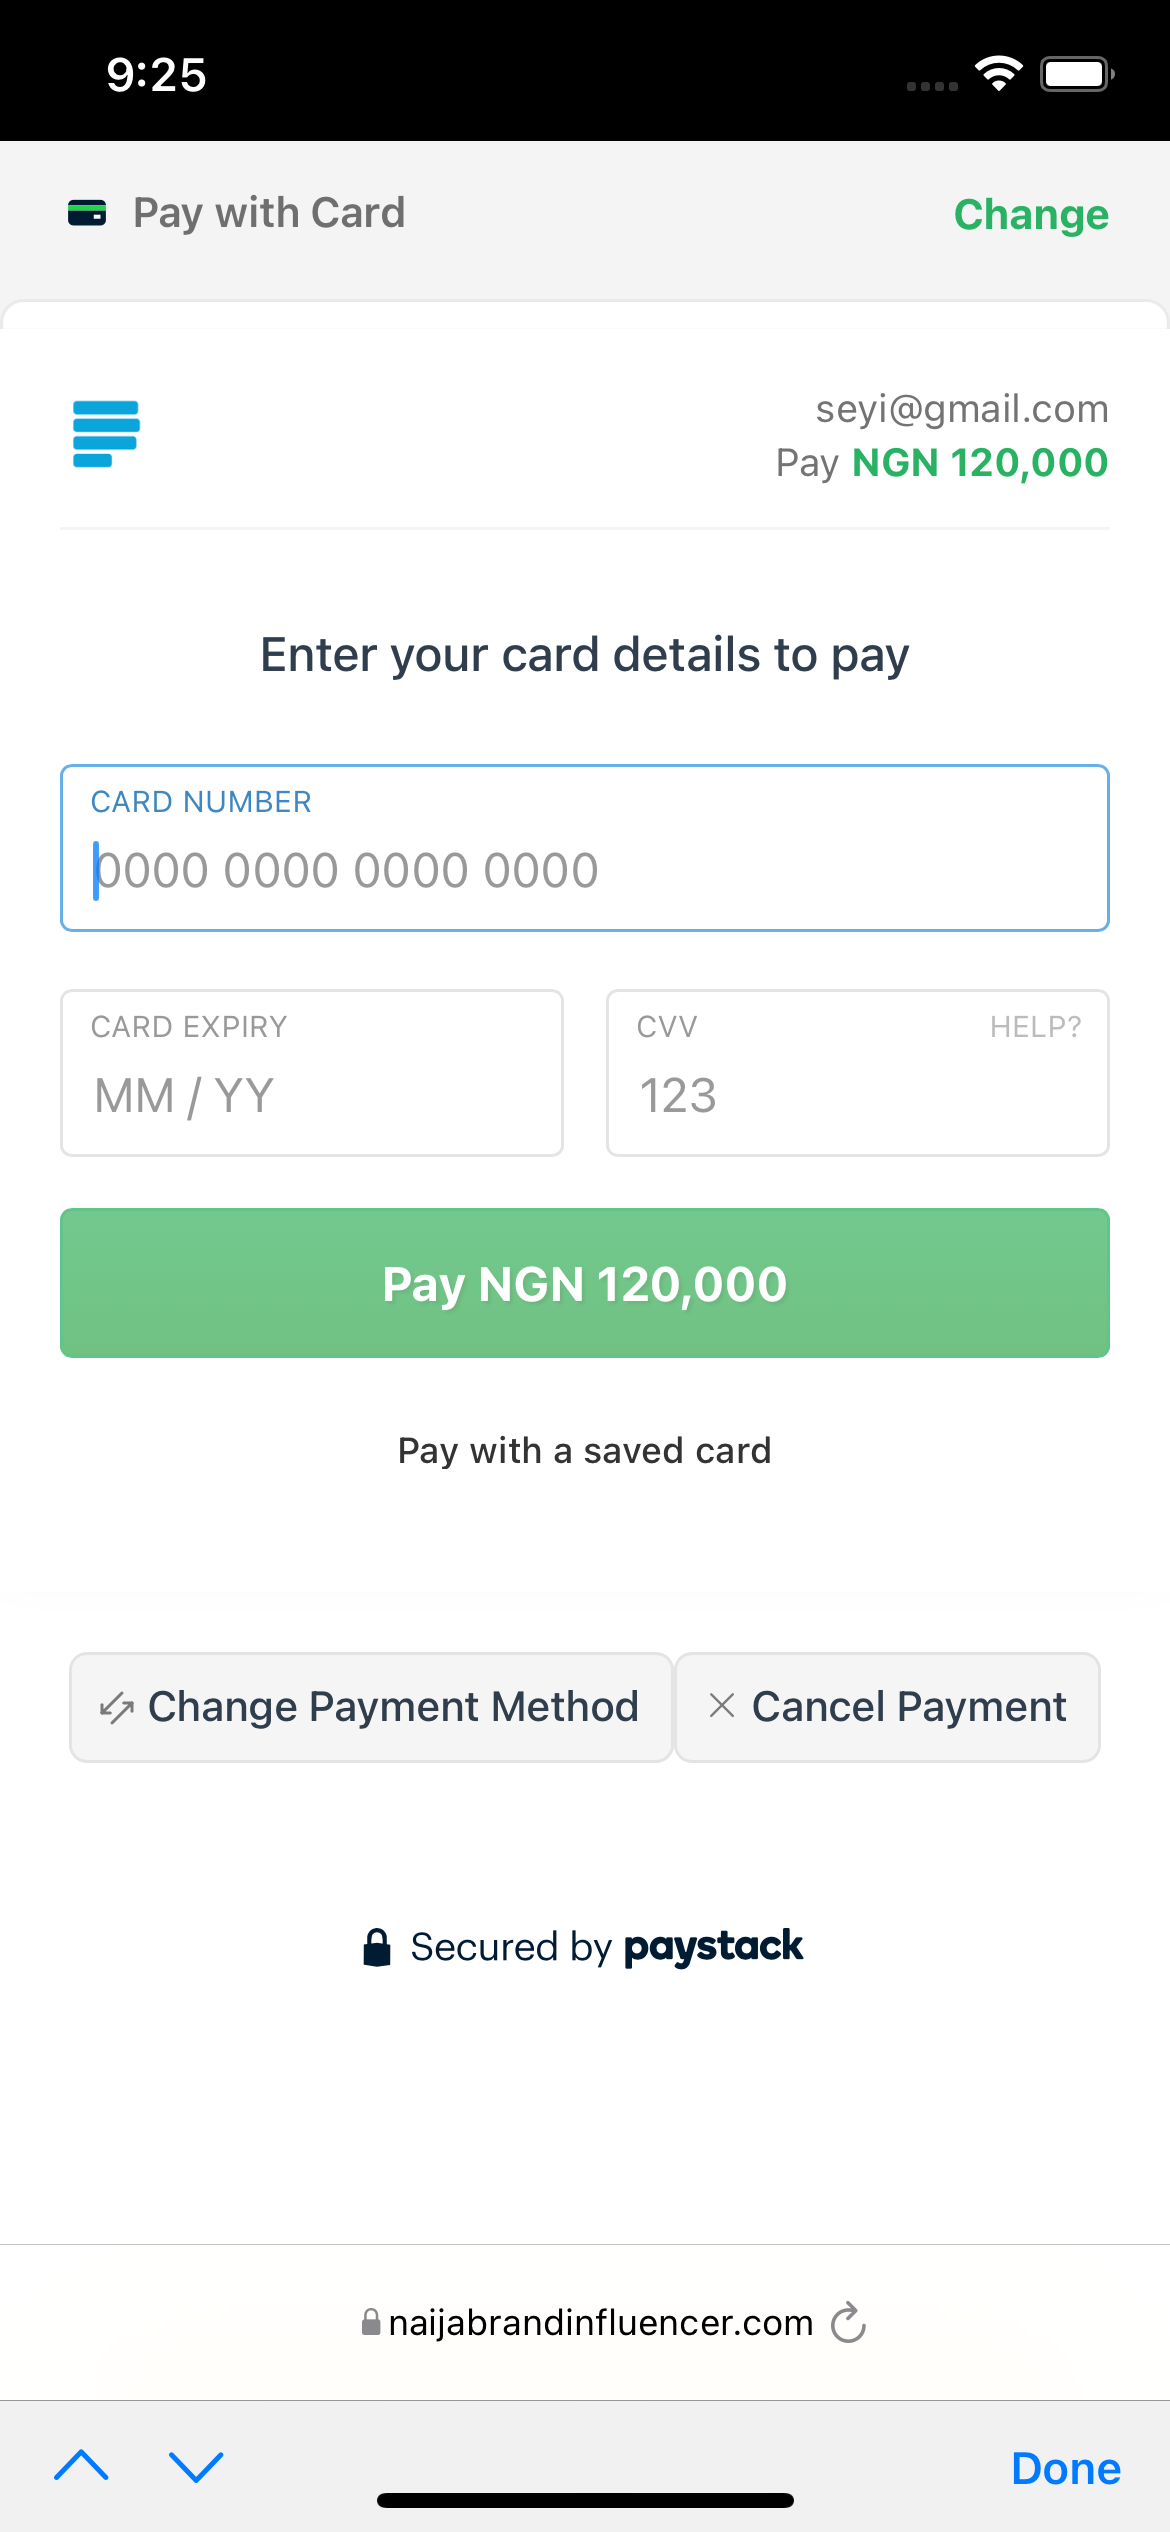 9:25
Pay with Card
Change
seyi@gmail.com
Pay NGN 120,000
Enter your card details to pay
CARD NUMBER
0000 0000 0000 0000
CARD EXPIRY
MM / YY
CVV
HELP?
123
Pay NGN 120,000
Pay with a saved card
Change Payment Method
Cancel Payment
Secured by paystack
naijabrandinfluencer.com
Done